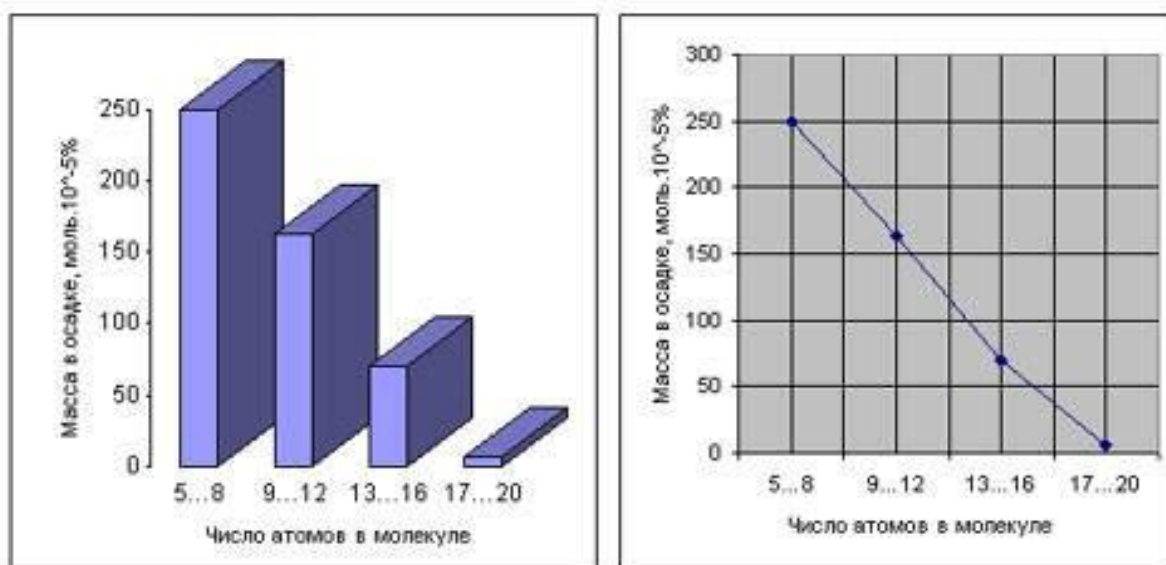 Масса в осадке, моль.10^-5%
250
200
150
100
50
0
5...8 9...12 13...16 17...20
Число атомов в молекуле
Масса в осадке, моль.10^-5%
300
250
200
150
100
50
0
5...8 9...12 13...16 17...20
Число атомов в молекуле